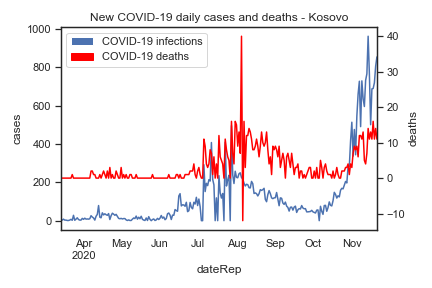 New COVID-19 daily cases and deaths - Kosovo
COVID-19 infections
COVID-19 deaths
1000
800
600
400
200
0
cases
40
30
20
10
0
−10
deaths
Apr May Jun Jul Aug Sep Oct Nov
2020
dateRep